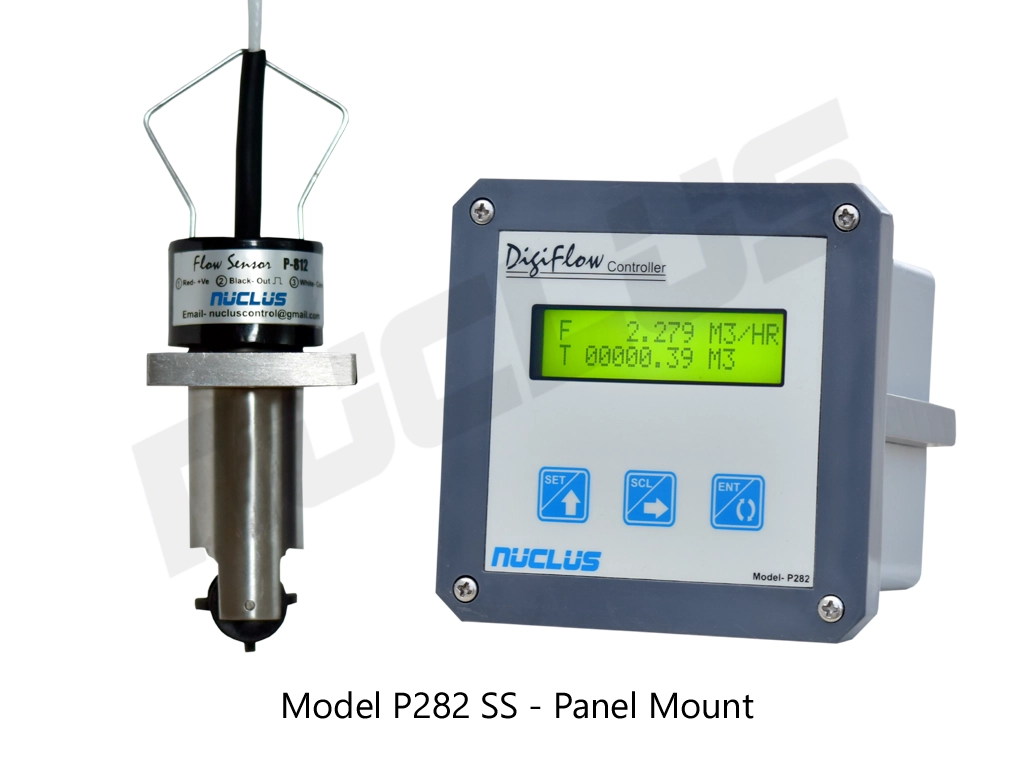 Flow Sensor P-812
1 Red- +Ve 2 Black- Out 3 White-
NUCLUS
Email- nucluscontrol@gmail.com
DigiFlow Controller
F 2.279 M3/HR
T 00000.39 M3
SET
SCL
ENT
NUCLUS
Model- P282
NUCLUS
Model P282 SS - Panel Mount